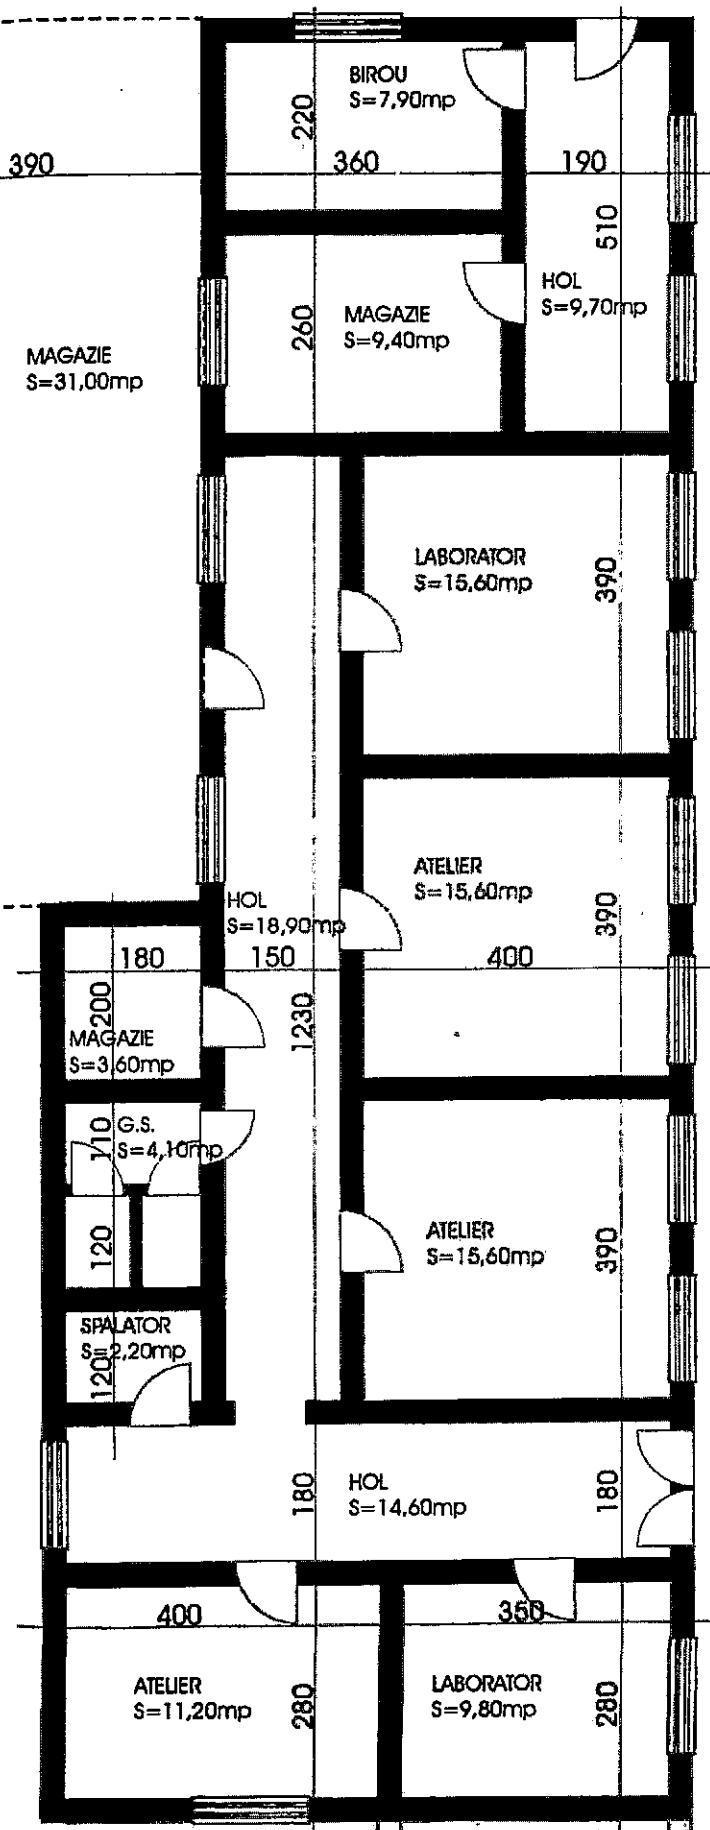 BIROU
S=7,90mp
220
390
360
190
510
HOL
S=9,70mp
260
MAGAZIE
S=9,40mp
MAGAZIE
S=31,00mp
LABORATOR
S=15,60mp
390
ATELIER
S=15,60mp
390
HOL
S=18,90mp
180
150
400
200
1230
MAGAZIE
S=3,60mp
110
G.S.
S=4,10mp
120
ATELIER
S=15,60mp
390
SPALATOR
S=2,20mp
120
180
HOL
S=14,60mp
180
400
350
ATELIER
S=11,20mp
280
LABORATOR
S=9,80mp
280